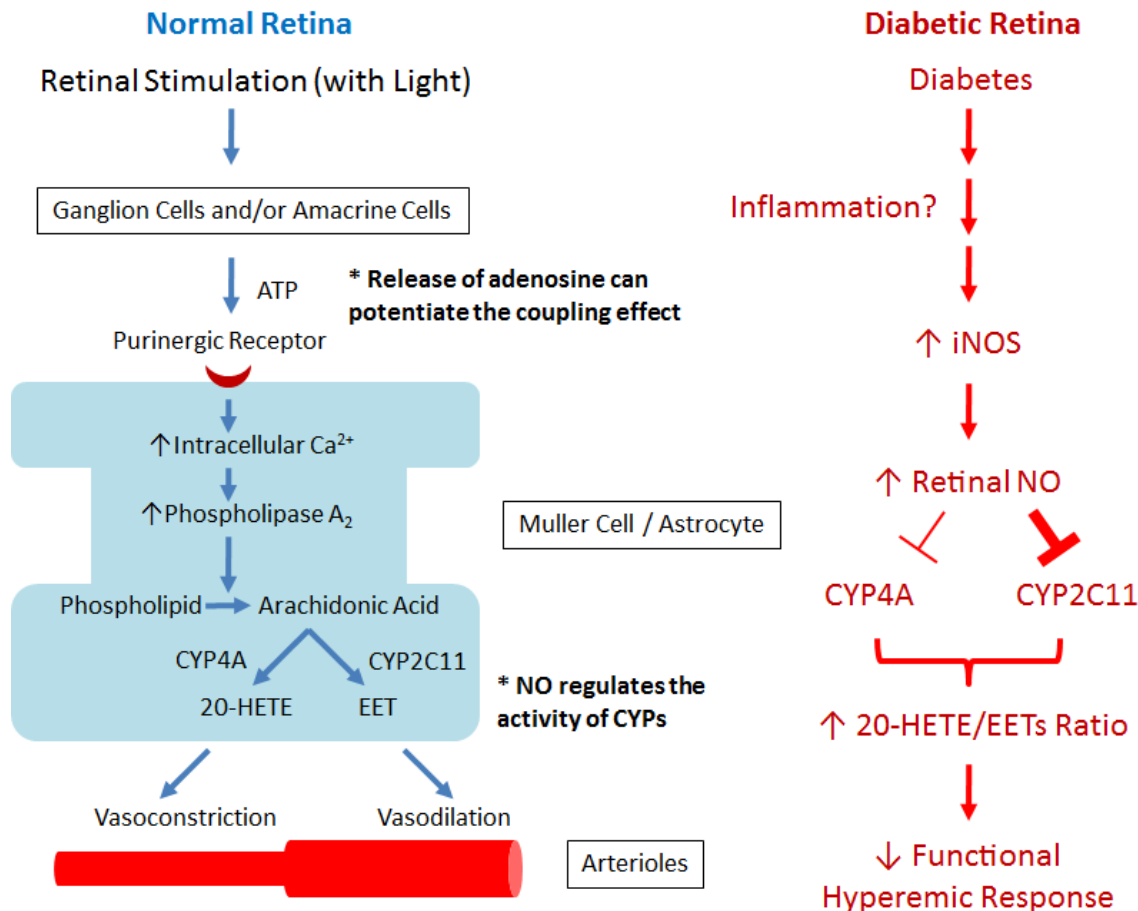 Normal Retina
Retinal Stimulation (with Light)
Ganglion Cells and/or Amacrine Cells
ATP
* Release of adenosine can
potentiate the coupling effect
Purinergic Receptor
↑Intracellular Ca²⁺
↑Phospholipase A₂
Muller Cell / Astrocyte
Phospholipid
Arachidonic Acid
CYP4A
CYP2C11
20-HETE
EET
* NO regulates the
activity of CYPs
Vasoconstriction
Vasodilation
Arterioles
Diabetic Retina
Diabetes
Inflammation?
↑ iNOS
↑ Retinal NO
CYP4A
CYP2C11
↑ 20-HETE/EETs Ratio
↓ Functional
Hyperemic Response